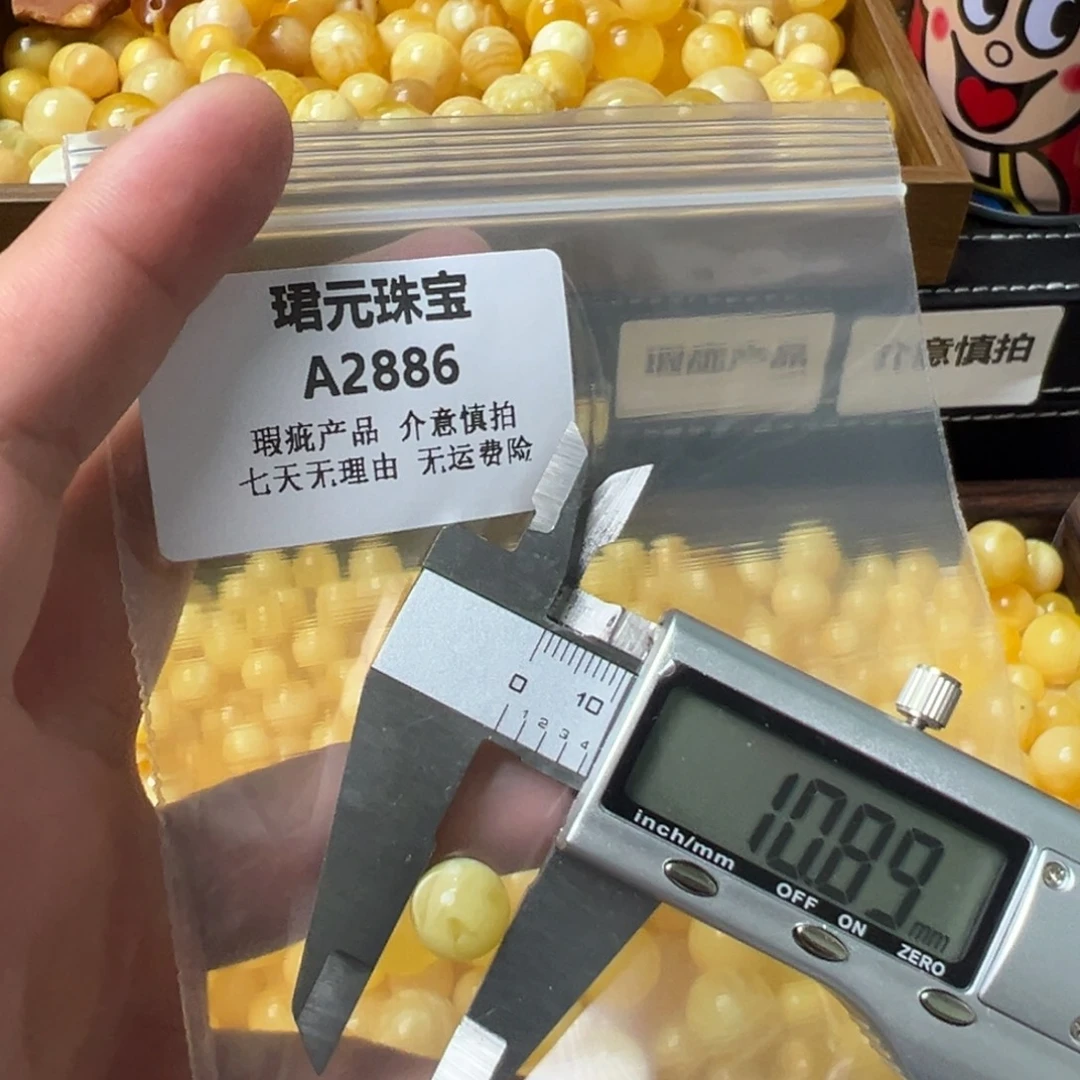 珺元珠宝
A2886
瑕疵产品 介意慎拍
七天无理由 无运费险
介意慎拍
0 10
1 2 3 4
10.89 mm
inch/mm
OFF ON ZERO